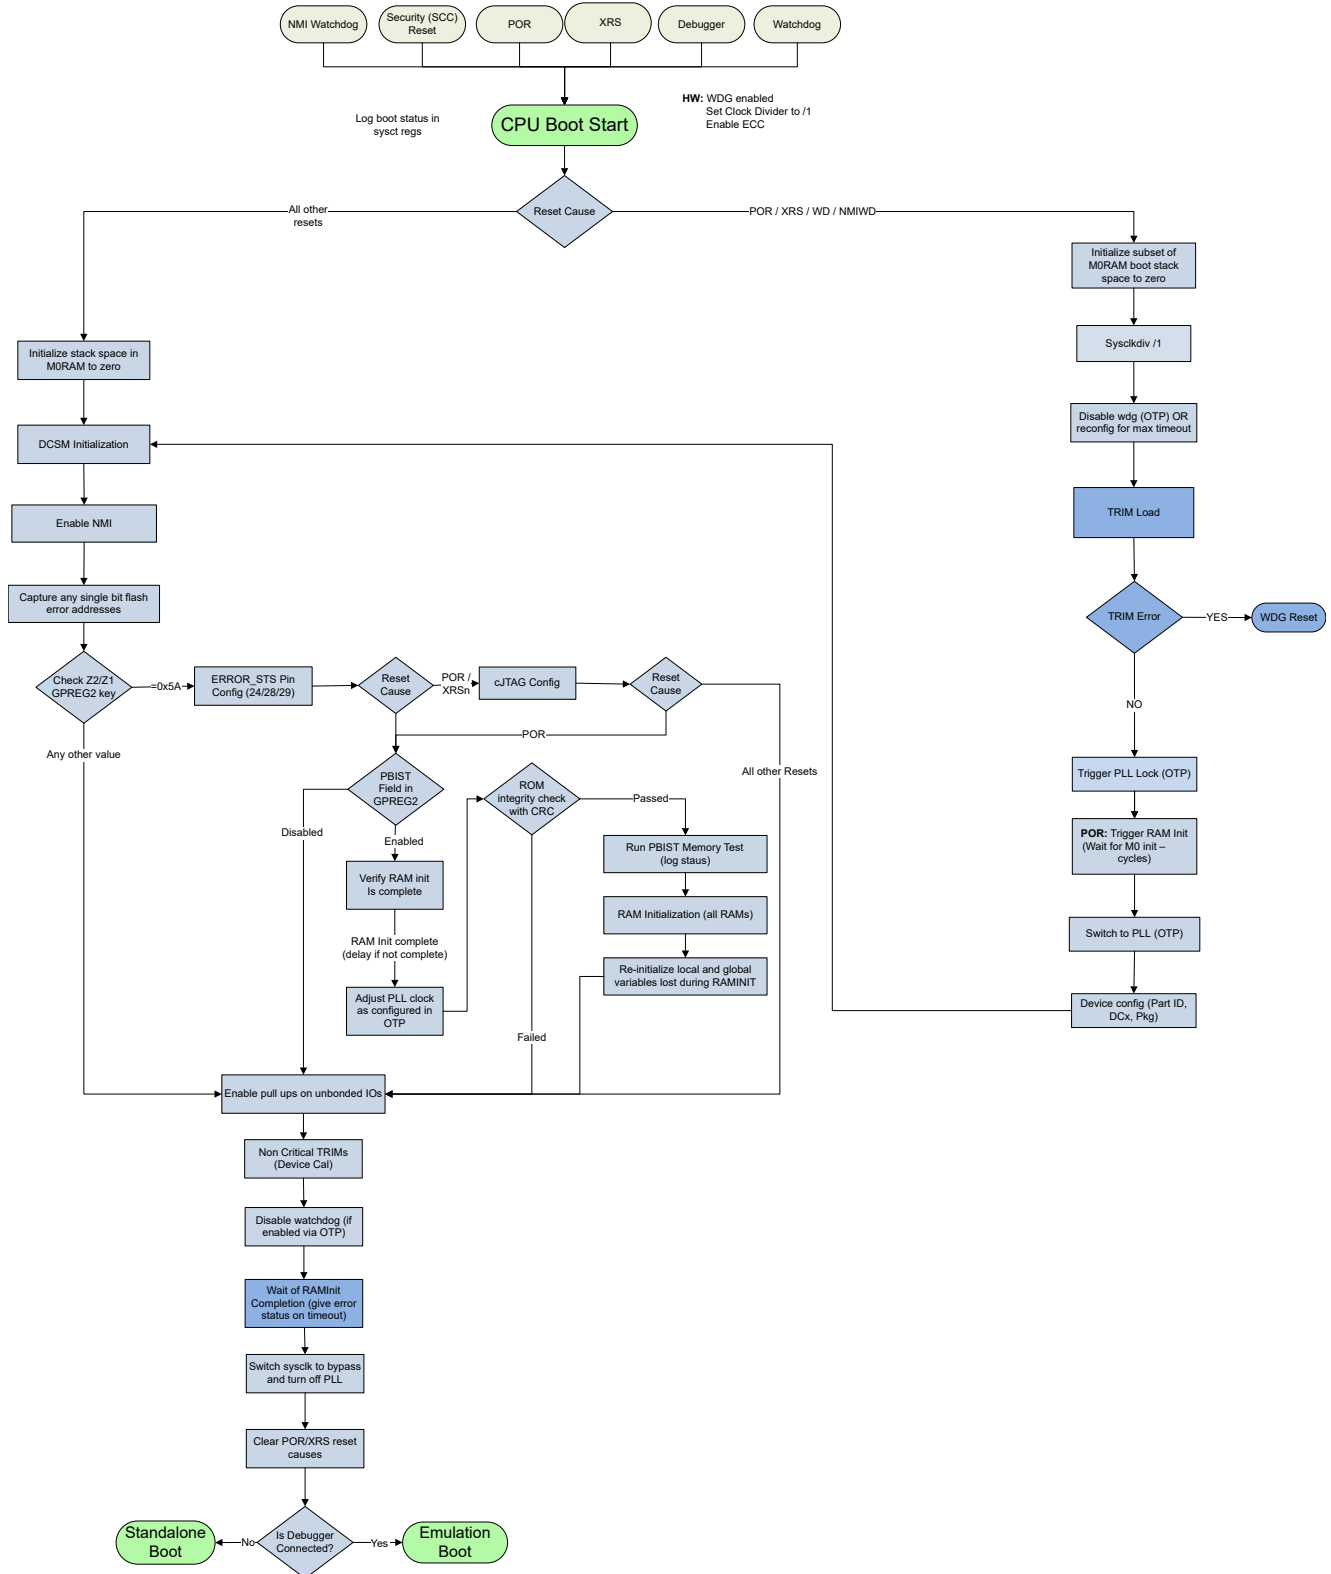 NMI Watchdog
Security (SCC)
Reset
POR
XRS
Debugger
Watchdog
Log boot status in
sysct regs
CPU Boot Start
HW: WDG enabled
Set Clock Divider to /1
Enable ECC
Reset Cause
All other
resets
POR / XRS / WD / NMIWD
Initialize subset of
M0RAM boot stack
space to zero
Sysclkdiv /1
Disable wdg (OTP) OR
reconfig for max timeout
TRIM Load
TRIM Error
YES
WDG Reset
NO
Trigger PLL Lock (OTP)
POR: Trigger RAM Init
(Wait for M0 init –
cycles)
Switch to PLL (OTP)
Device config (Part ID,
DCx, Pkg)
Initialize stack space in
M0RAM to zero
DCSM Initialization
Enable NMI
Capture any single bit flash
error addresses
Check Z2/Z1
GPREG2 key
=0x5A
Any other value
ERROR_STS Pin
Config (24/28/29)
Reset
Cause
POR /
XRSn
cJTAG Config
Reset
Cause
POR
All other Resets
PBIST
Field in
GPREG2
Disabled
Enabled
Verify RAM init
Is complete
RAM Init complete
(delay if not complete)
Adjust PLL clock
as configured in
OTP
ROM
integrity check
with CRC
Passed
Failed
Run PBIST Memory Test
(log staus)
RAM Initialization (all RAMs)
Re-initialize local and global
variables lost during RAMINIT
Enable pull ups on unbonded IOs
Non Critical TRIMs
(Device Cal)
Disable watchdog (if
enabled via OTP)
Wait of RAMInit
Completion (give error
status on timeout)
Switch sysclk to bypass
and turn off PLL
Clear POR/XRS reset
causes
Is Debugger
Connected?
No
Yes
Standalone
Boot
Emulation
Boot